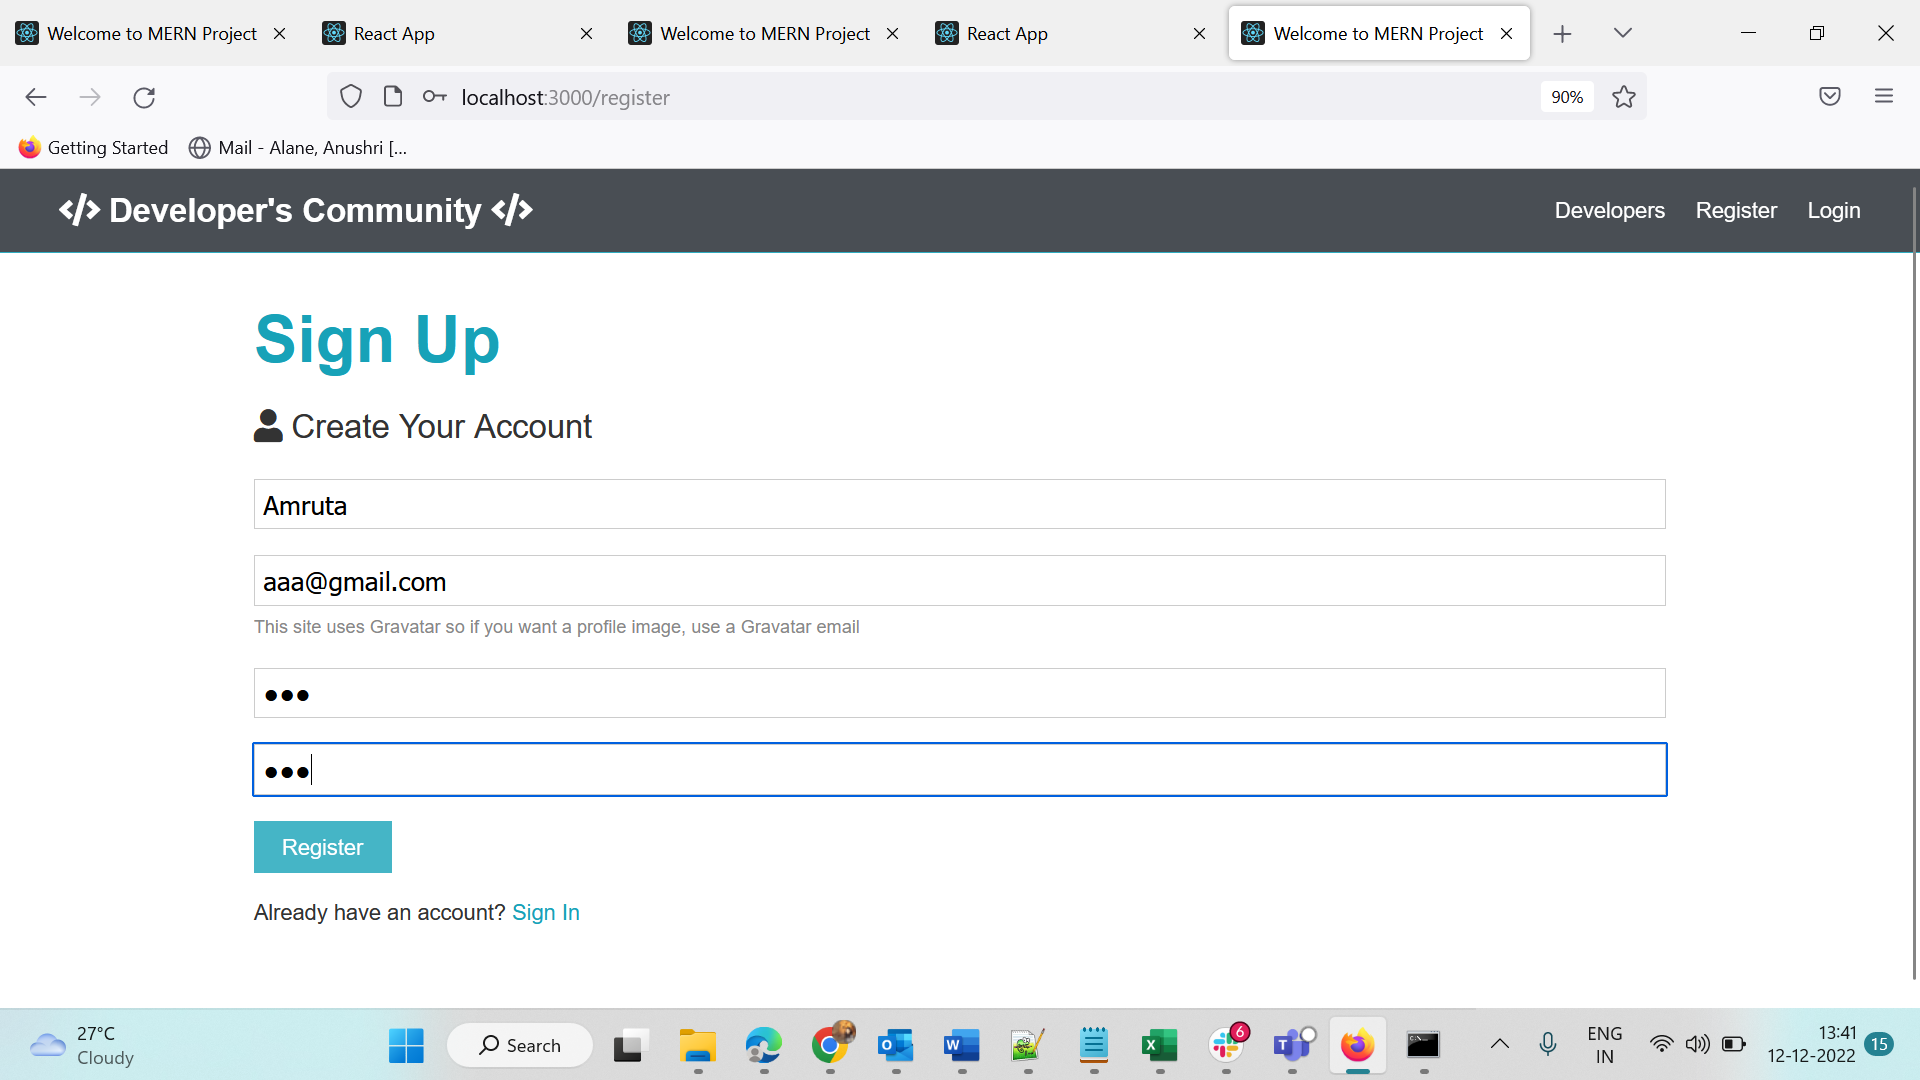 Welcome to MERN Project
React App
Welcome to MERN Project
React App
Welcome to MERN Project
localhost:3000/register
90%
Getting Started
Mail - Alane, Anushri [...
</> Developer's Community </>
Developers
Register
Login
Sign Up
Create Your Account
Amruta
aaa@gmail.com
This site uses Gravatar so if you want a profile image, use a Gravatar email
●●●
●●●
Register
Already have an account? Sign In
27°C
Cloudy
Search
6
ENG
IN
13:41
12-12-2022
15